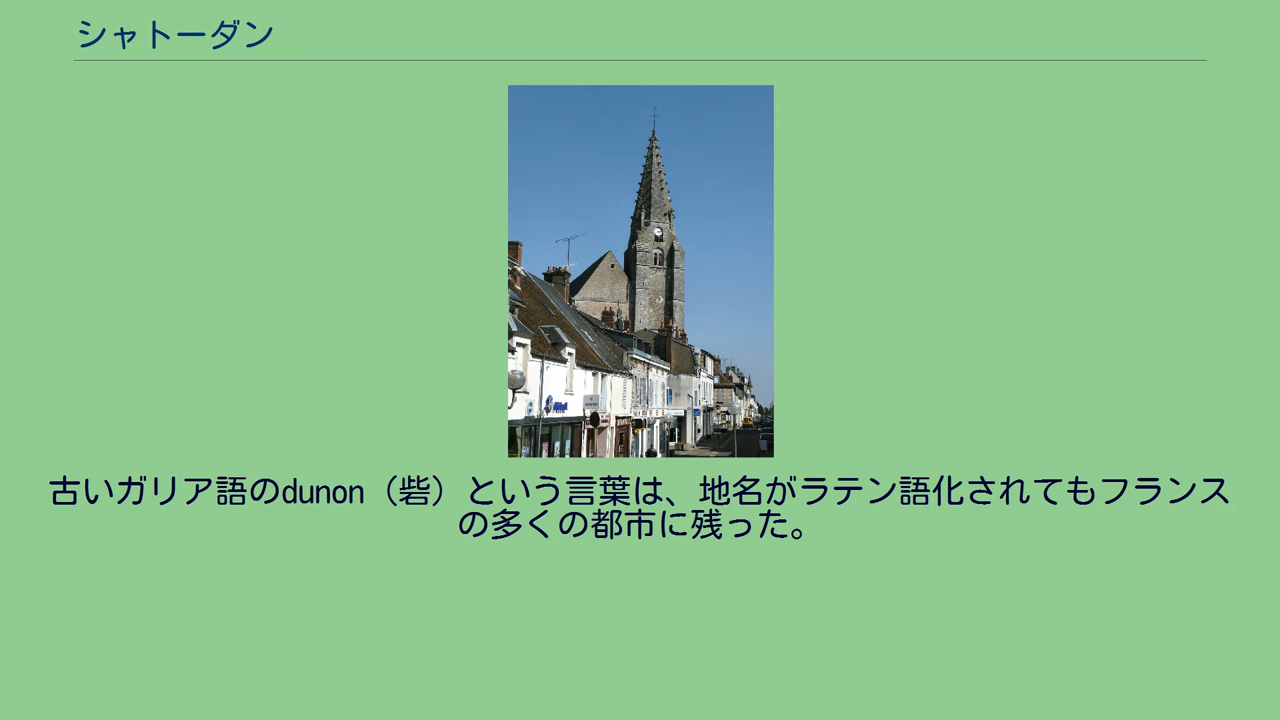 シャトーダン
古いガリア語のdunon（砦）という言葉は、地名がラテン語化されてもフランス
の多くの都市に残った。